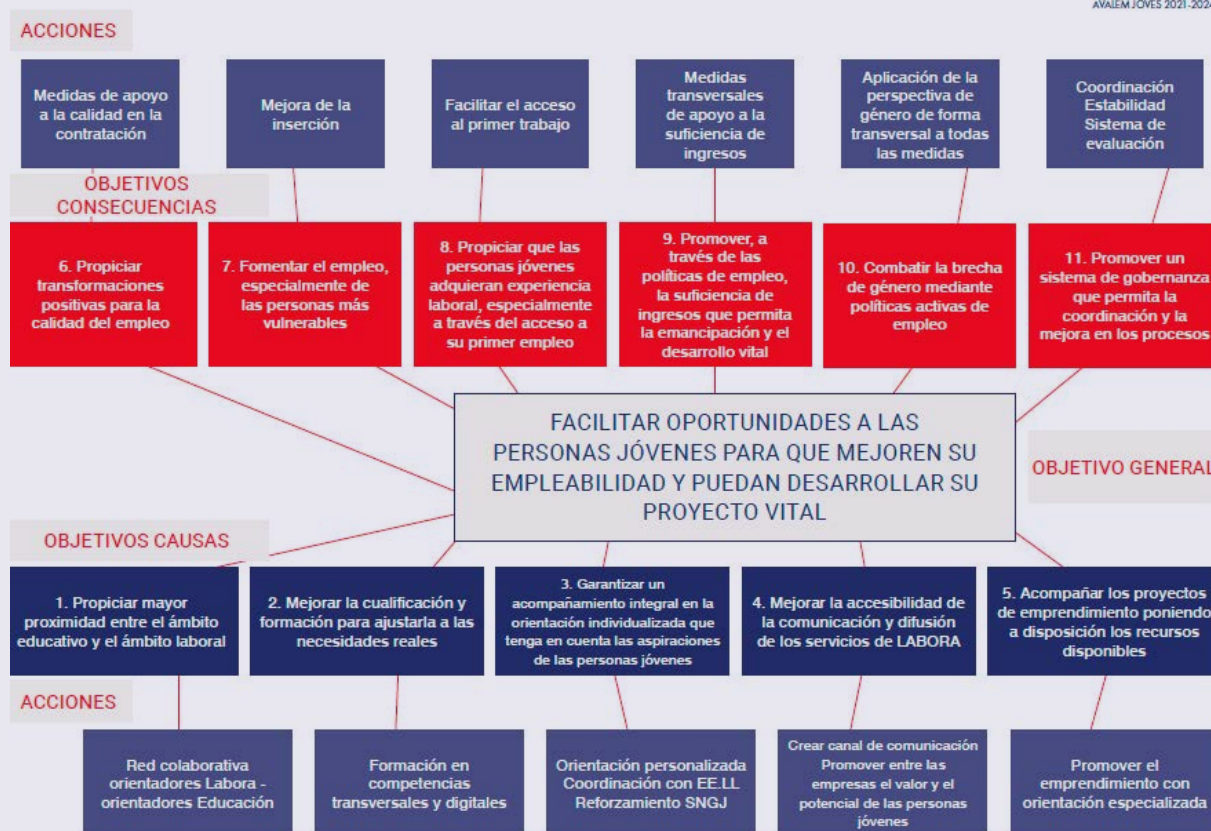 AVALEM JOVES 2021-2024
ACCIONES
Medidas de apoyo
a la calidad en la
contratación
Mejora de la
inserción
Facilitar el acceso
al primer trabajo
Medidas
transversales
de apoyo a la
suficiencia de
ingresos
Aplicación de la
perspectiva de
género de forma
transversal a todas
las medidas
Coordinación
Estabilidad
Sistema de
evaluación
OBJETIVOS
CONSECUENCIAS
6. Propiciar
transformaciones
positivas para la
calidad del empleo
7. Fomentar el empleo,
especialmente de
las personas más
vulnerables
8. Propiciar que las
personas jóvenes
adquieran experiencia
laboral, especialmente
a través del acceso a
su primer empleo
9. Promover, a
través de las
políticas de empleo,
la suficiencia de
ingresos que permita
la emancipación y el
desarrollo vital
10. Combatir la brecha
de género mediante
políticas activas de
empleo
11. Promover un
sistema de gobernanza
que permita la
coordinación y la
mejora en los procesos
FACILITAR OPORTUNIDADES A LAS
PERSONAS JÓVENES PARA QUE MEJOREN SU
EMPLEABILIDAD Y PUEDAN DESARROLLAR SU
PROYECTO VITAL
OBJETIVO GENERAL
OBJETIVOS CAUSAS
1. Propiciar mayor
proximidad entre el ámbito
educativo y el ámbito laboral
2. Mejorar la cualificación y
formación para ajustarla a las
necesidades reales
3. Garantizar un
acompañamiento integral en la
orientación individualizada que
tenga en cuenta las aspiraciones
de las personas jóvenes
4. Mejorar la accesibilidad de
la comunicación y difusión
de los servicios de LABORA
5. Acompañar los proyectos
de emprendimiento poniendo
a disposición los recursos
disponibles
ACCIONES
Red colaborativa
orientadores Labora -
orientadores Educación
Formación en
competencias
transversales y digitales
Orientación personalizada
Coordinación con EE.LL
Reforzamiento SNGJ
Crear canal de comunicación
Promover entre las
empresas el valor y el
potencial de las personas
jóvenes
Promover el
emprendimiento con
orientación especializada